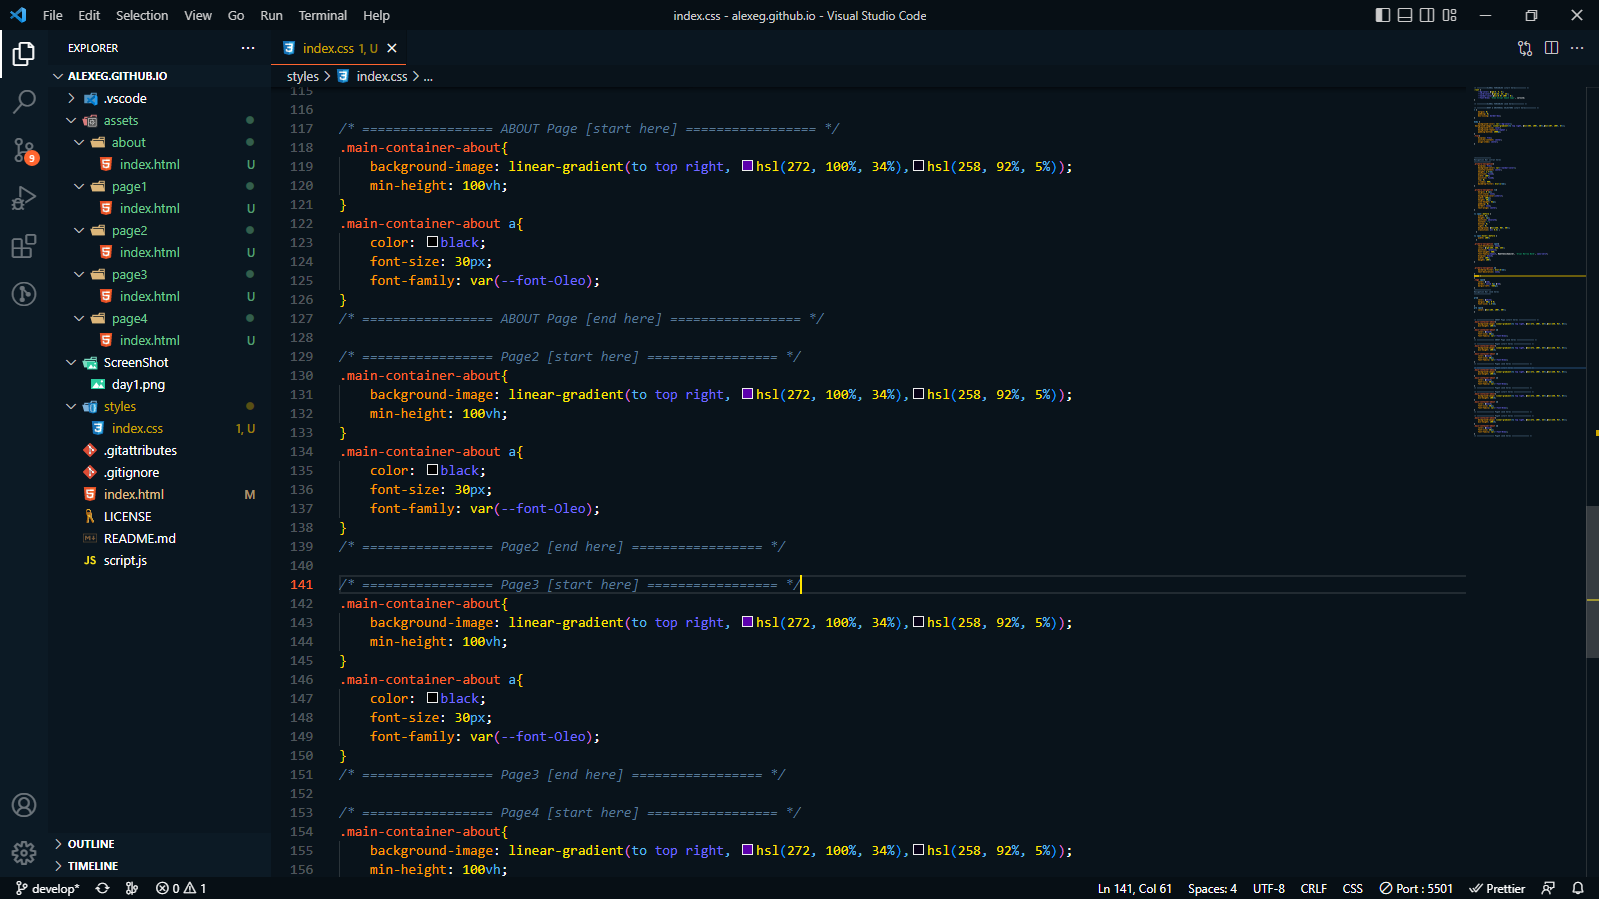 File Edit Selection View Go Run Terminal Help
index.css - alexeg.github.io - Visual Studio Code
EXPLORER
ALEXEG.GITHUB.IO
.vscode
assets
about
index.html U
page1
index.html U
page2
index.html U
page3
index.html U
page4
index.html U
ScreenShot
day1.png
styles
index.css 1, U
.gitattributes
.gitignore
index.html M
LICENSE
README.md
JS script.js
OUTLINE
TIMELINE
9
index.css 1, U
styles > index.css > ...
115
116
117 /* ================= ABOUT Page [start here] ================= */
118 .main-container-about{
119 background-image: linear-gradient(to top right, hsl(272, 100%, 34%),hsl(258, 92%, 5%));
120 min-height: 100vh;
121 }
122 .main-container-about a{
123 color: black;
124 font-size: 30px;
125 font-family: var(--font-Oleo);
126 }
127 /* ================= ABOUT Page [end here] ================= */
128
129 /* ================= Page2 [start here] ================= */
130 .main-container-about{
131 background-image: linear-gradient(to top right, hsl(272, 100%, 34%),hsl(258, 92%, 5%));
132 min-height: 100vh;
133 }
134 .main-container-about a{
135 color: black;
136 font-size: 30px;
137 font-family: var(--font-Oleo);
138 }
139 /* ================= Page2 [end here] ================= */
140
141 /* ================= Page3 [start here] ================= */
142 .main-container-about{
143 background-image: linear-gradient(to top right, hsl(272, 100%, 34%),hsl(258, 92%, 5%));
144 min-height: 100vh;
145 }
146 .main-container-about a{
147 color: black;
148 font-size: 30px;
149 font-family: var(--font-Oleo);
150 }
151 /* ================= Page3 [end here] ================= */
152
153 /* ================= Page4 [start here] ================= */
154 .main-container-about{
155 background-image: linear-gradient(to top right, hsl(272, 100%, 34%),hsl(258, 92%, 5%));
156 min-height: 100vh;
develop* 0 1 Ln 141, Col 61 Spaces: 4 UTF-8 CRLF CSS Port : 5501 Prettier